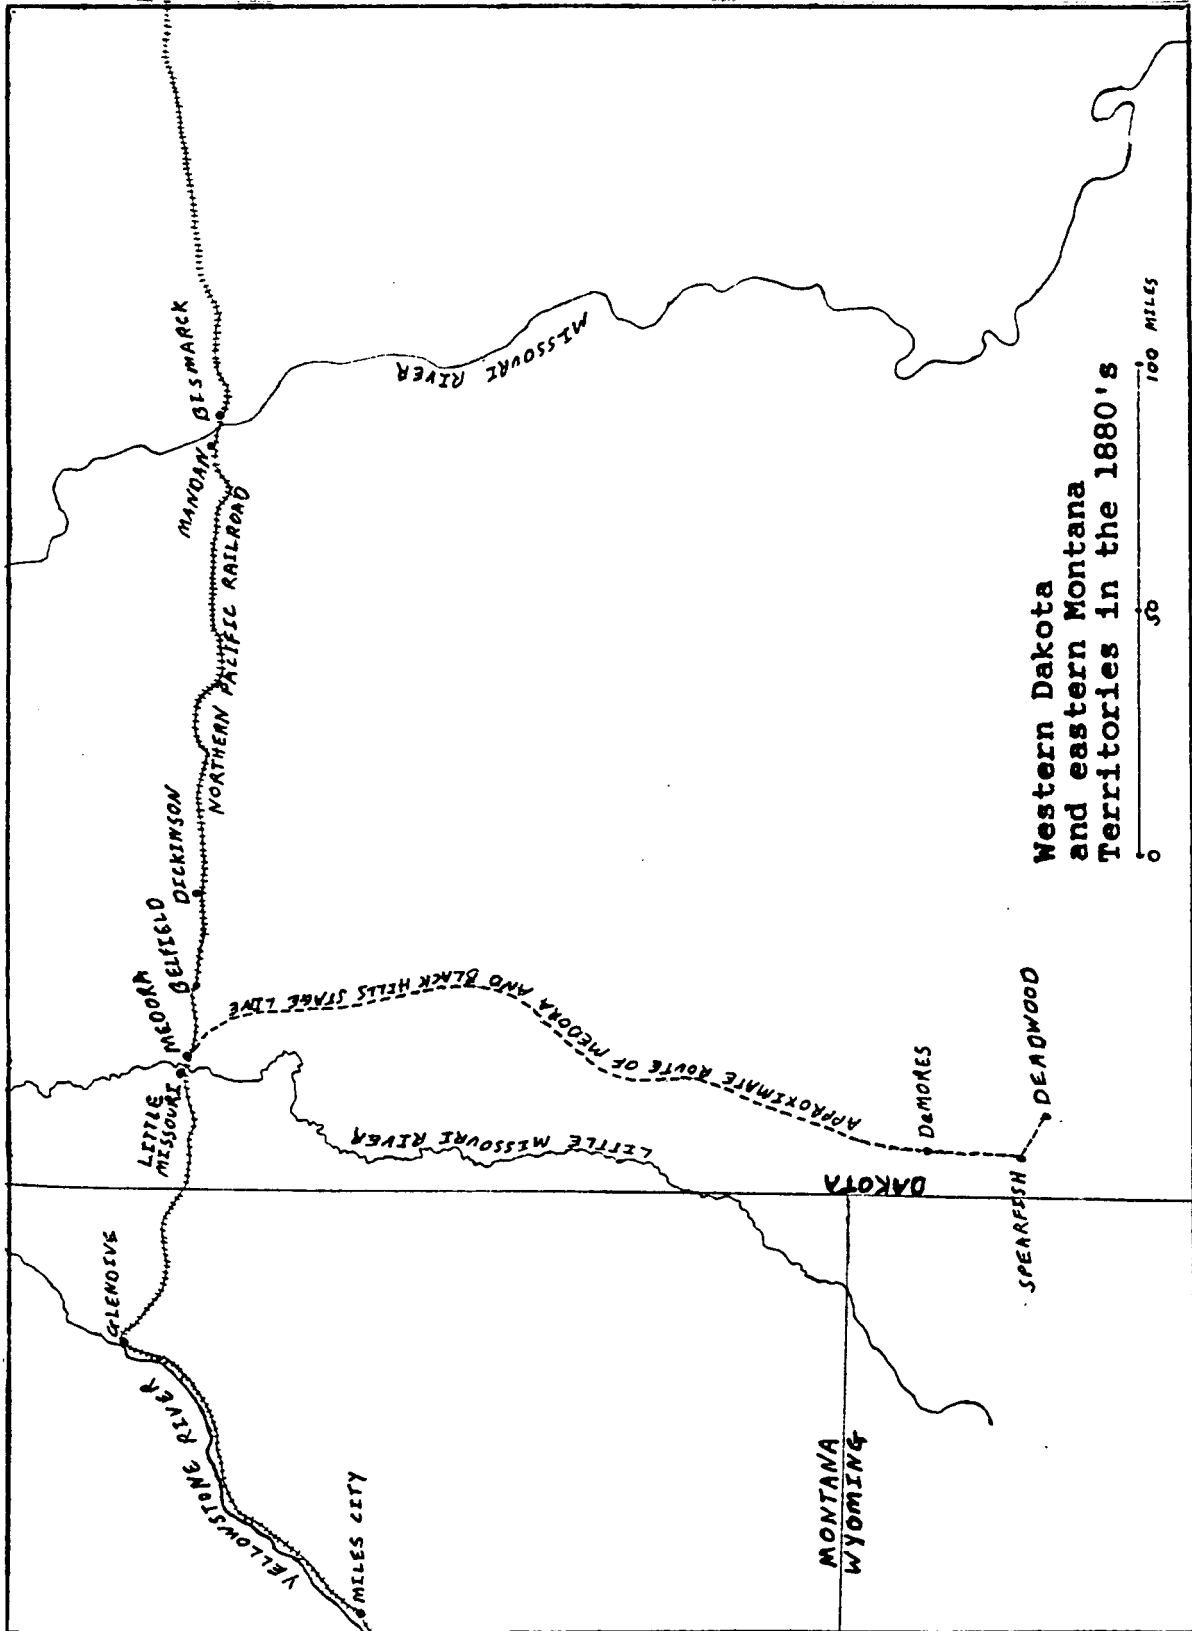 GLENDIVE
YELLOWSTONE RIVER
MILES CITY
LITTLE
MISSOURI
MEDORA
BELFIELD
DICKINSON
NORTHERN PACIFIC RAILROAD
MANDAN
BISMARCK
MISSOURI RIVER
LITTLE MISSOURI RIVER
APPROXIMATE ROUTE OF MEDORA AND BLACK HILLS STAGE LINE
MONTANA
WYOMING
DAKOTA
DeMORES
SPEARFISH
DEADWOOD
Western Dakota
and eastern Montana
Territories in the 1880's
0 50 100 MILES